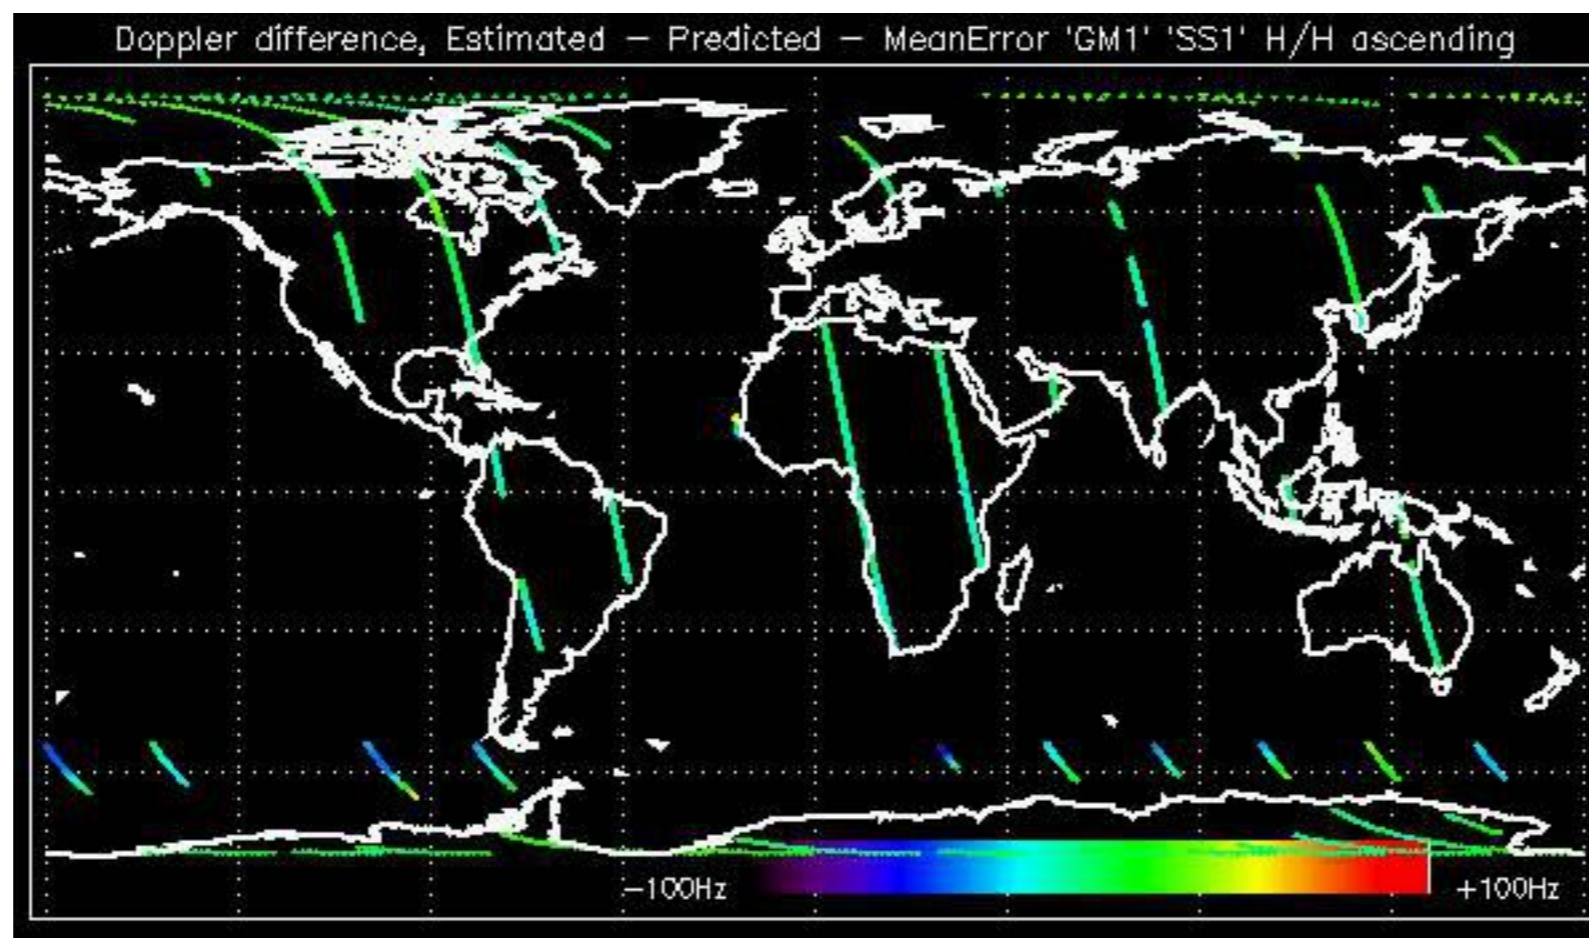 Doppler difference, Estimated - Predicted - MeanError 'GM1' 'SS1' H/H ascending
-100Hz
+100Hz